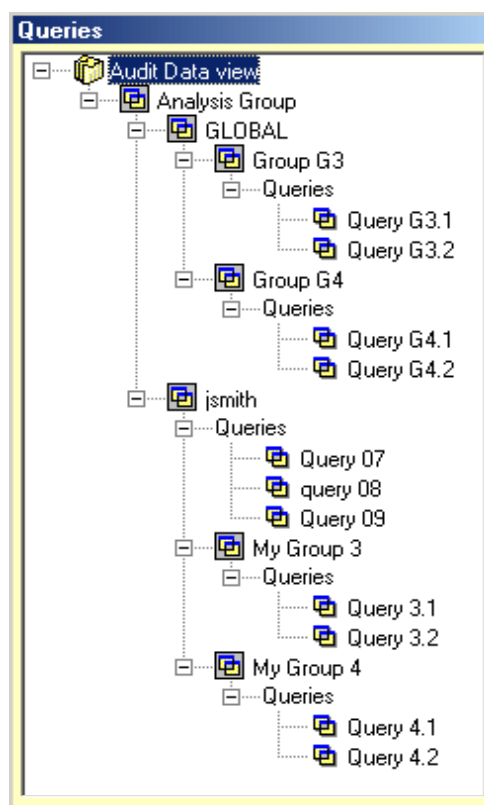 Queries
Audit Data view
Analysis Group
GLOBAL
Group G3
Queries
Query G3.1
Query G3.2
Group G4
Queries
Query G4.1
Query G4.2
jsmith
Queries
Query 07
query 08
Query 09
My Group 3
Queries
Query 3.1
Query 3.2
My Group 4
Queries
Query 4.1
Query 4.2